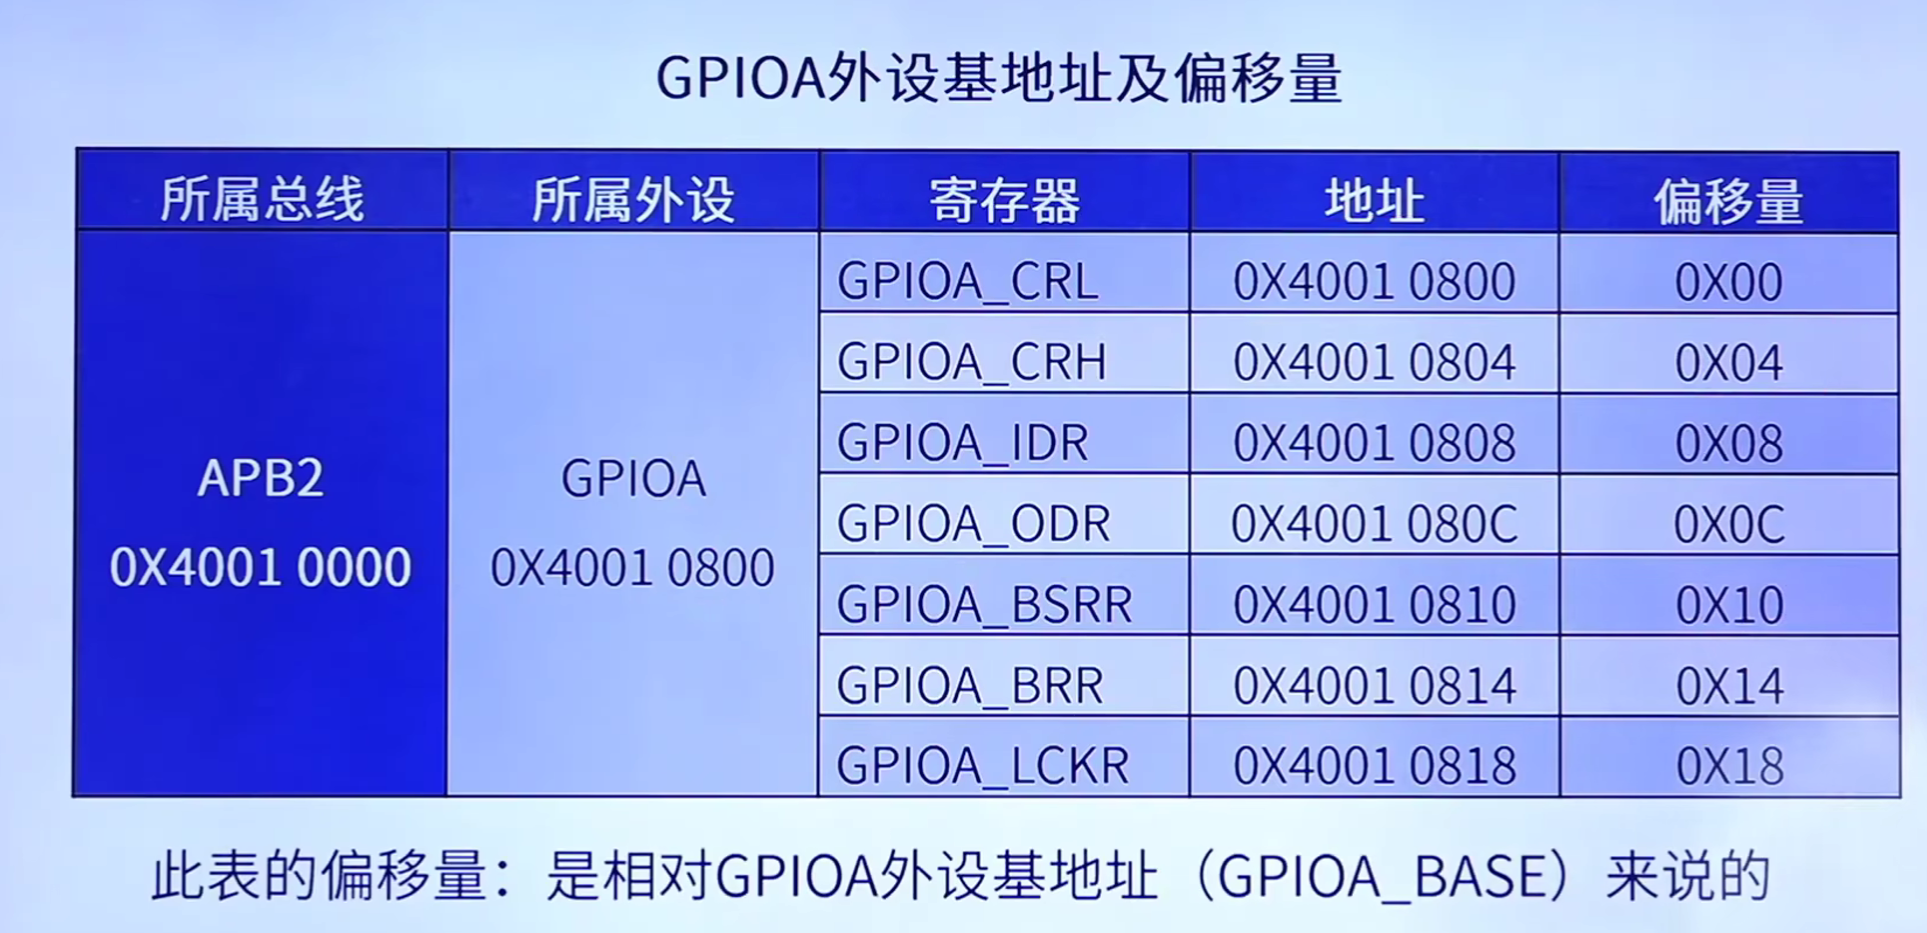 GPIOA外设基地址及偏移量
所属总线 所属外设 寄存器 地址 偏移量
APB2
0X4001 0000
GPIOA
0X4001 0800
GPIOA_CRL 0X4001 0800 0X00
GPIOA_CRH 0X4001 0804 0X04
GPIOA_IDR 0X4001 0808 0X08
GPIOA_ODR 0X4001 080C 0X0C
GPIOA_BSRR 0X4001 0810 0X10
GPIOA_BRR 0X4001 0814 0X14
GPIOA_LCKR 0X4001 0818 0X18
此表的偏移量：是相对GPIOA外设基地址（GPIOA_BASE）来说的